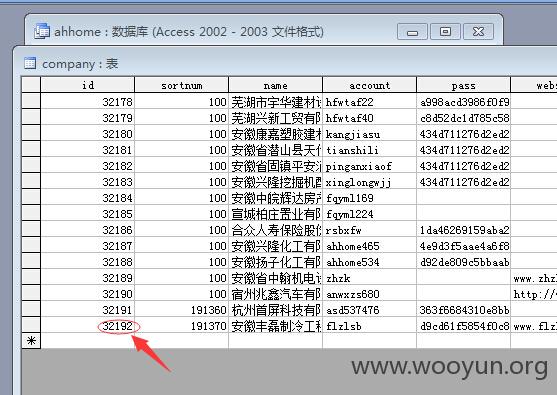 ahhome : 数据库 (Access 2002 - 2003 文件格式)
company : 表
id sortnum name account pass webs
32178 100 芜湖市宇华建材 hfwtaf22 a998acd3986f0f9
32179 100 芜湖兴新工贸有 hfwtaf40 c8d52dc1d785c58
32180 100 安徽康嘉塑胶建 kangjiasu 434d711276d2ed2
32181 100 安徽省潜山县天 tianshili 434d711276d2ed2
32182 100 安徽省固镇平安 pinganxiaof 434d711276d2ed2
32183 100 安徽兴隆挖掘机 xinglongwjj 434d711276d2ed2
32184 100 安徽中皖辉达房 fqyml169
32185 100 宣城柏庄置业有 fqyml224
32186 100 合众人寿保险股 rsbxfw 1da46269159aba2
32187 100 安徽兴隆化工有 ahhome465 4e9d3f5aae4a6f8
32188 100 安徽扬子化工有 ahhome534 d92de809c5bbaab
32189 100 安徽省中翰机电 zhzk www.zhz
32190 100 宿州兆鑫汽车有 anwxzs680 http:/
32191 191360 杭州首屏科技有 asd537476 363f6684310e8bb
32192 191370 安徽丰磊制冷工 flzlsb d9cd61f5854f0c8 www.flz
www.wooyun.org